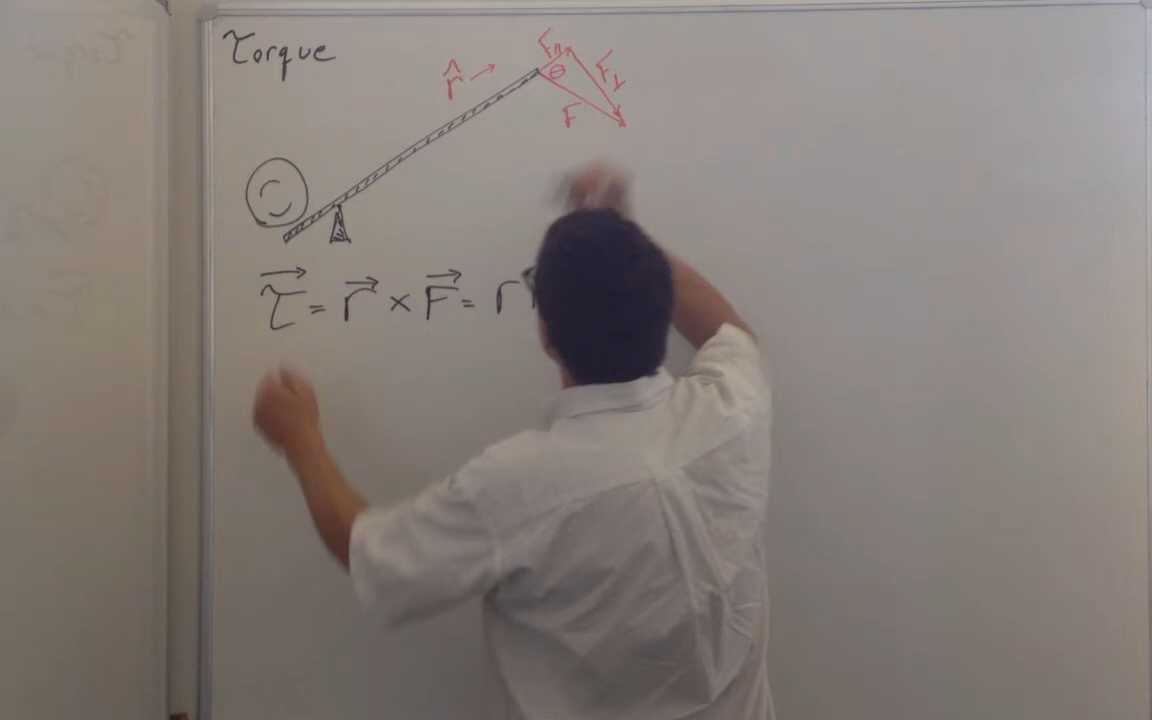 τorque
r̂ →
F∥
θ
F⊥
F
τ⃗ = r⃗ × F⃗ = r